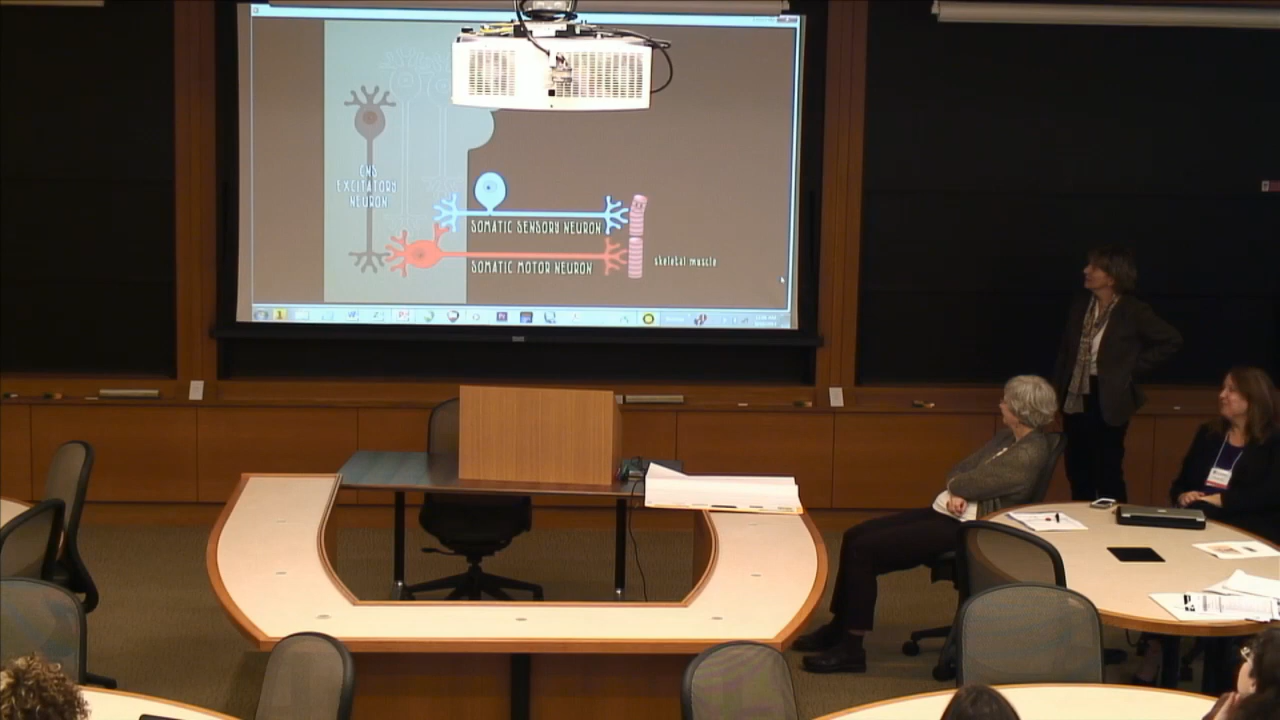 CNS
EXCITATORY
NEURON
SOMATIC SENSORY NEURON
SOMATIC MOTOR NEURON
skeletal muscle